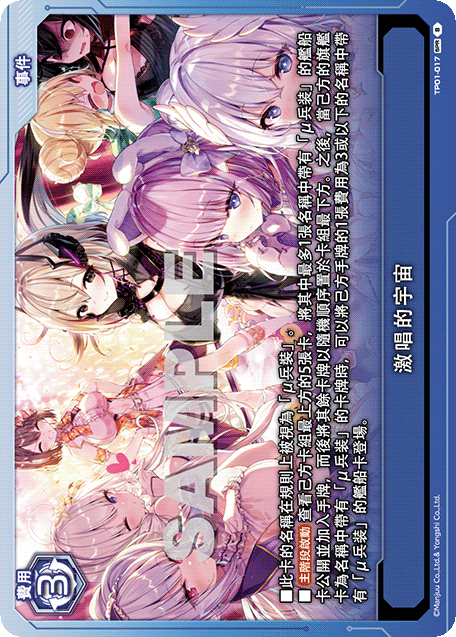 費用
3
事件
SAMPLE
■此卡的名稱在規則上被視為「μ兵裝」。
■主階段啟動 查看己方卡組最上方的5張卡，將其中最多1張名稱中帶有「μ兵裝」的艦船
卡公開並加入手牌，而後將其餘卡牌以隨機順序置於卡組最下方。之後，當己方的旗艦
卡為名稱中帶有「μ兵裝」的卡牌時，可以將己方手牌的1張費用為3或以下的名稱中帶
有「μ兵裝」的艦船卡登場。
激唱的宇宙
©Manjuu Co.,Ltd.& Yongshi Co.,Ltd.
TP01-017